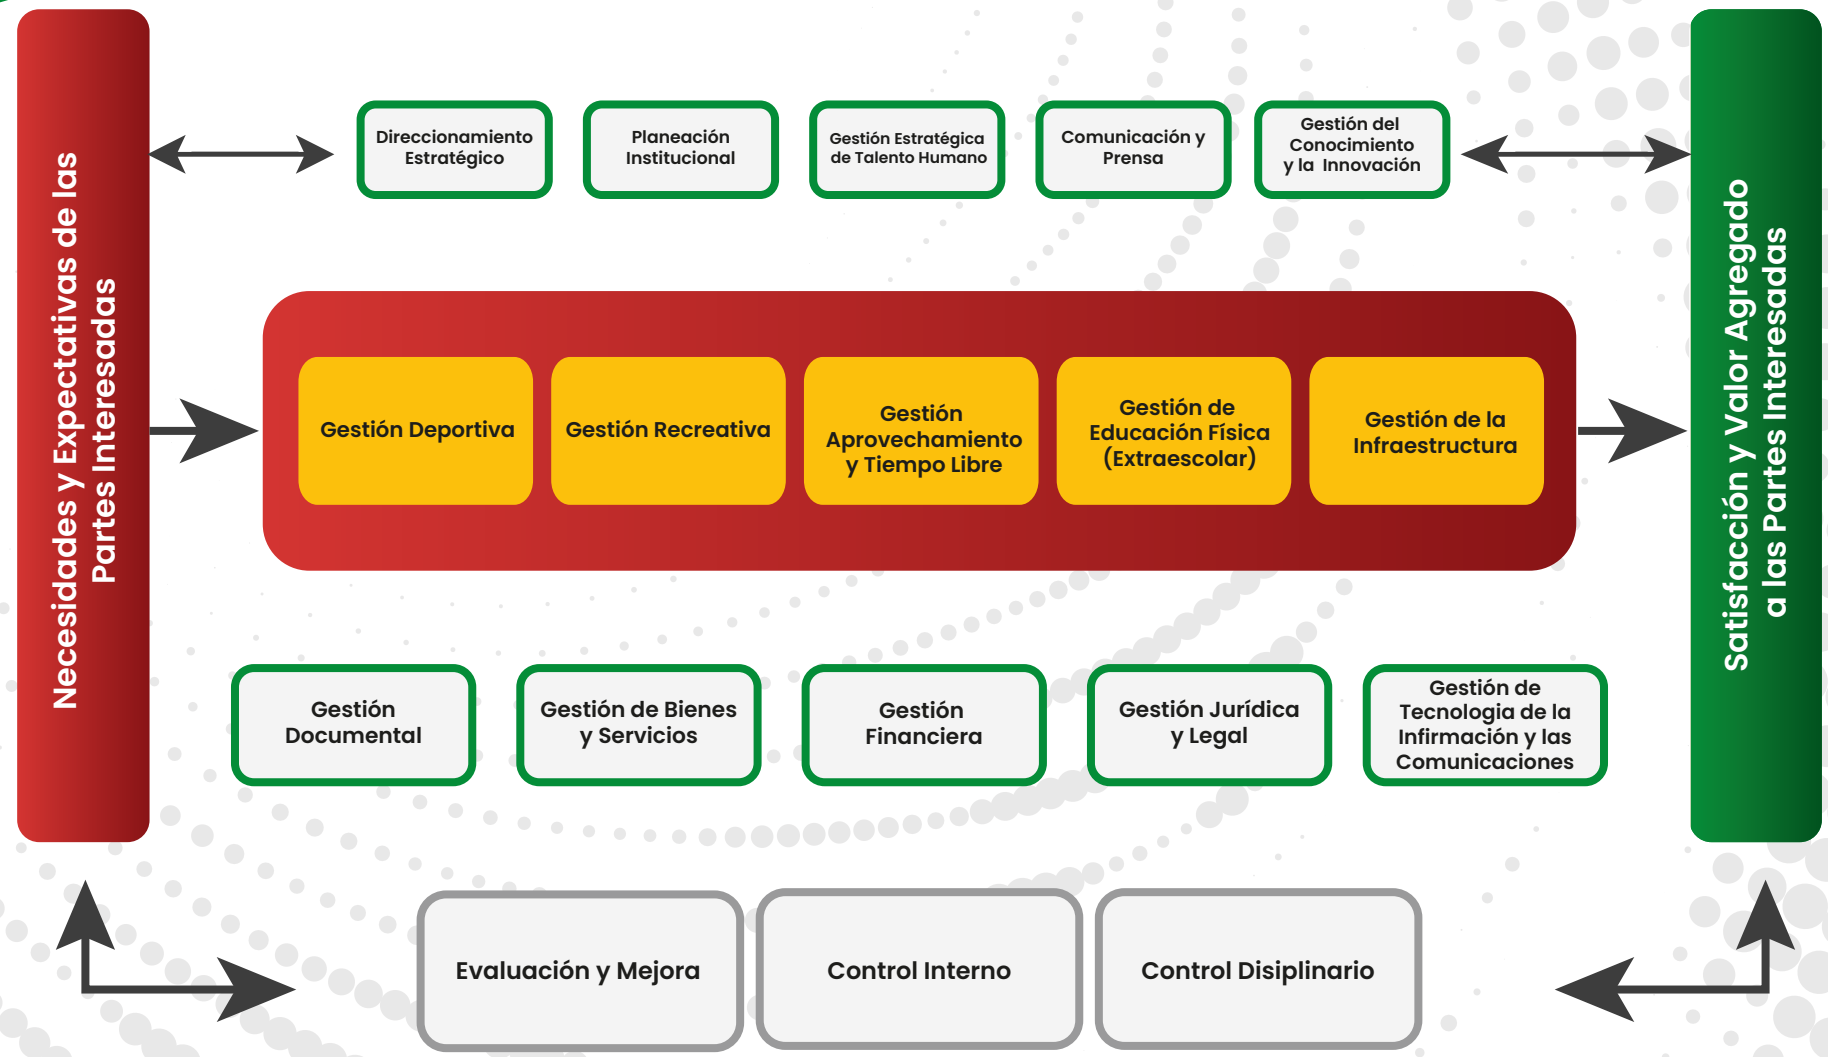 Necesidades y Expectativas de las
Partes Interesadas
Direccionamiento
Estratégico
Planeación
Institucional
Gestión Estratégica
de Talento Humano
Comunicación y
Prensa
Gestión del
Conocimiento
y la Innovación
Gestión Deportiva
Gestión Recreativa
Gestión
Aprovechamiento
y Tiempo Libre
Gestión de
Educación Física
(Extraescolar)
Gestión de la
Infraestructura
Gestión
Documental
Gestión de Bienes
y Servicios
Gestión
Financiera
Gestión Jurídica
y Legal
Gestión de
Tecnologia de la
Infirmación y las
Comunicaciones
Evaluación y Mejora
Control Interno
Control Disiplinario
Satisfacción y Valor Agregado
a las Partes Interesadas